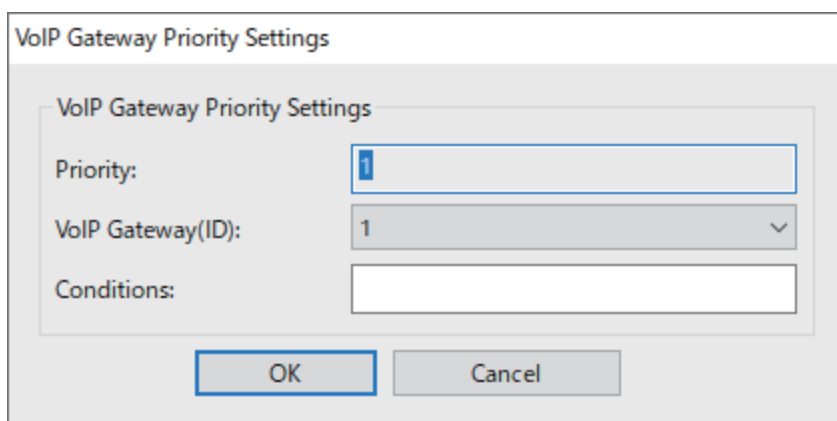 VoIP Gateway Priority Settings
VoIP Gateway Priority Settings
Priority: 1
VoIP Gateway(ID): 1
Conditions:
OK Cancel